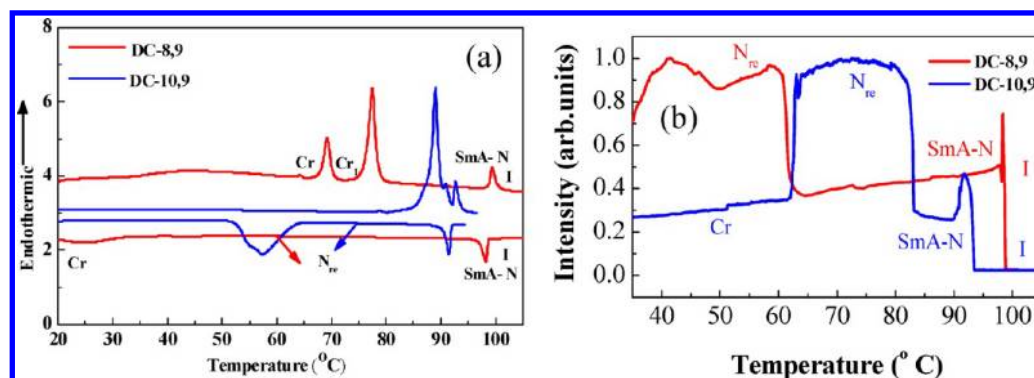 (a)
DC-8,9
DC-10,9
Endothermic
8
6
4
2
0
Cr
Cr1
SmA- N
I
Cr
Nre
SmA- N
I
20 30 40 50 60 70 80 90 100
Temperature (°C)
(b)
DC-8,9
DC-10,9
Intensity (arb.units)
1.0
0.8
0.6
0.4
0.2
0.0
Nre
Nre
SmA-N
I
Cr
SmA-N
I
40 50 60 70 80 90 100
Temperature (° C)